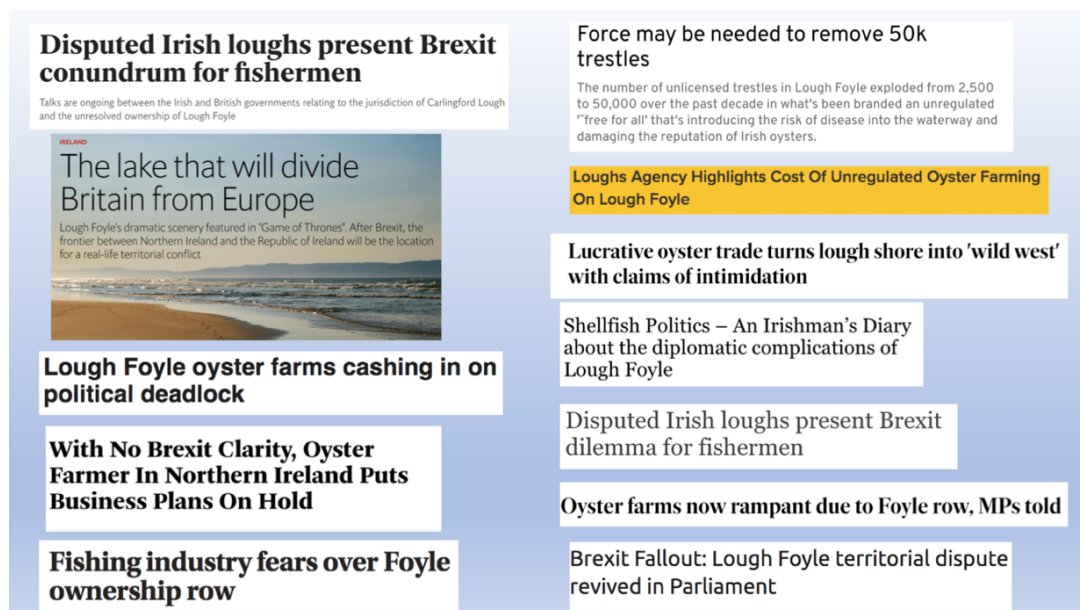 Disputed Irish loughs present Brexit
conundrum for fishermen
Talks are ongoing between the Irish and British governments relating to the jurisdiction of Carlingford Lough
and the unresolved ownership of Lough Foyle
IRELAND
The lake that will divide
Britain from Europe
Lough Foyle's dramatic scenery featured in "Game of Thrones". After Brexit, the
frontier between Northern Ireland and the Republic of Ireland will be the location
for a real-life territorial conflict
Lough Foyle oyster farms cashing in on
political deadlock
With No Brexit Clarity, Oyster
Farmer In Northern Ireland Puts
Business Plans On Hold
Fishing industry fears over Foyle
ownership row
Force may be needed to remove 50k
trestles
The number of unlicensed trestles in Lough Foyle exploded from 2,500
to 50,000 over the past decade in what's been branded an unregulated
'˜free for all' that's introducing the risk of disease into the waterway and
damaging the reputation of Irish oysters.
Loughs Agency Highlights Cost Of Unregulated Oyster Farming
On Lough Foyle
Lucrative oyster trade turns lough shore into 'wild west'
with claims of intimidation
Shellfish Politics – An Irishman's Diary
about the diplomatic complications of
Lough Foyle
Disputed Irish loughs present Brexit
dilemma for fishermen
Oyster farms now rampant due to Foyle row, MPs told
Brexit Fallout: Lough Foyle territorial dispute
revived in Parliament